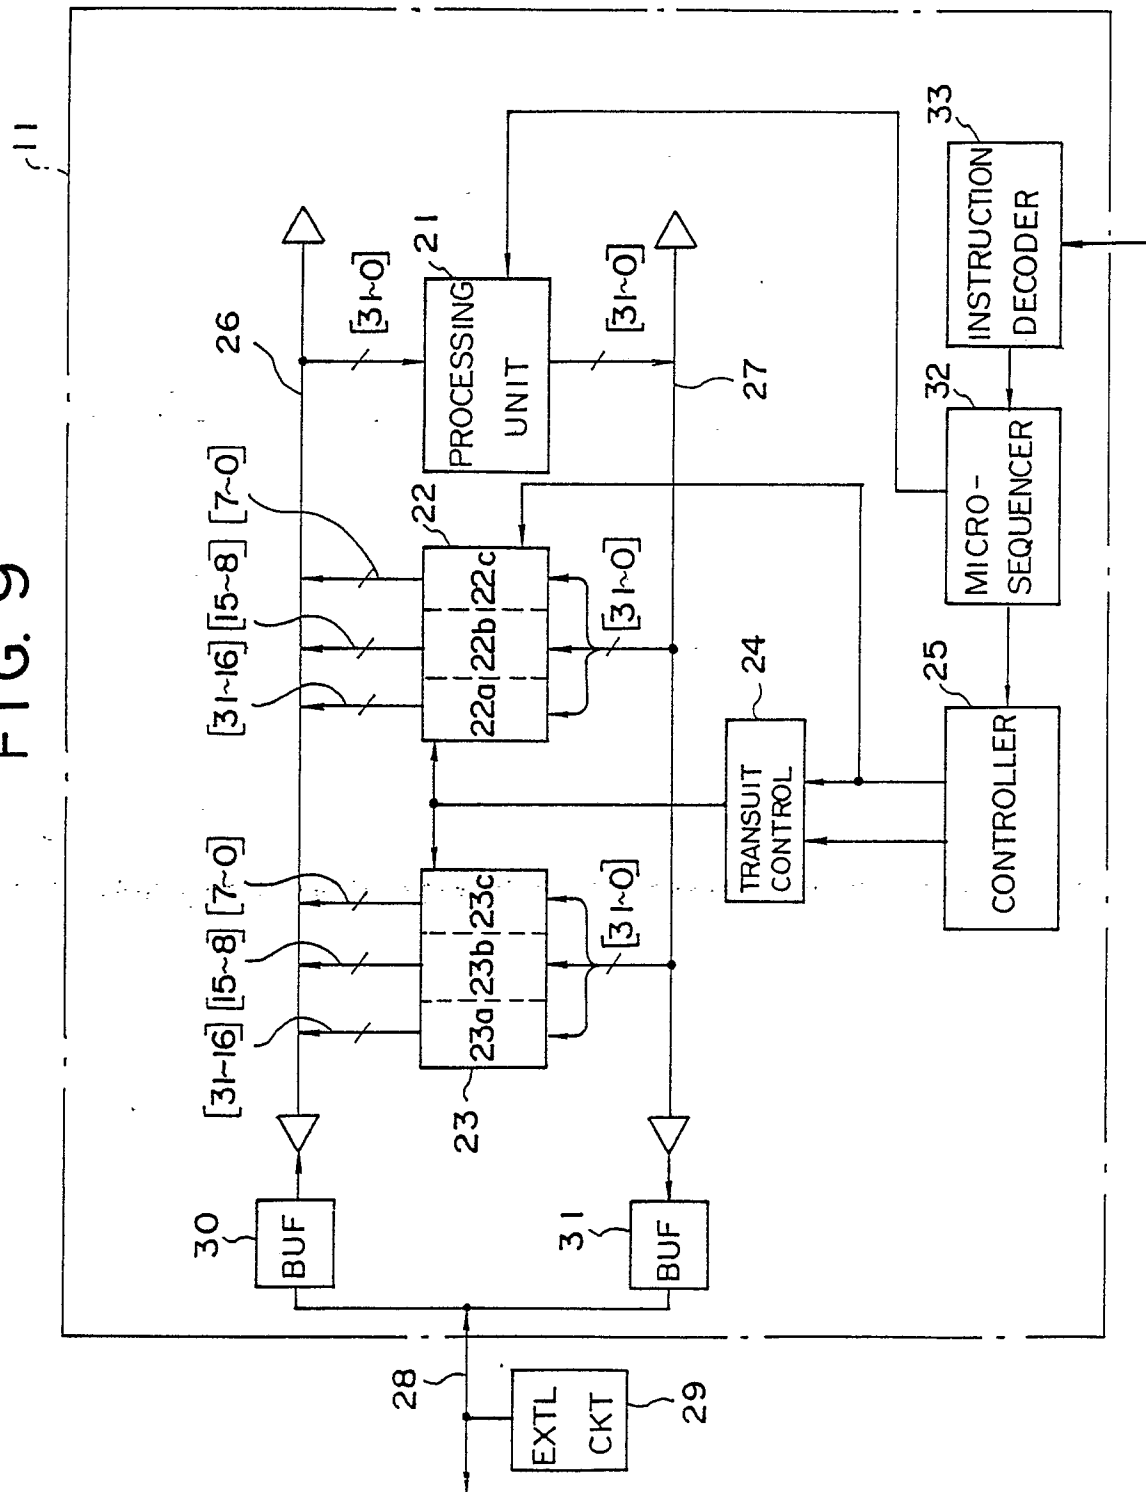 FIG. 9
11
26
[31~16] [15~8] [7~0]
[31~16] [15~8] [7~0]
[31~0]
30
BUF
23
23a 23b 23c
22
22a 22b 22c
21
PROCESSING
UNIT
[31~0]
[31~0]
[31~0]
27
31
BUF
28
EXTL
CKT
29
24
TRANSUIT
CONTROL
25
CONTROLLER
32
MICRO-
SEQUENCER
33
INSTRUCTION
DECODER